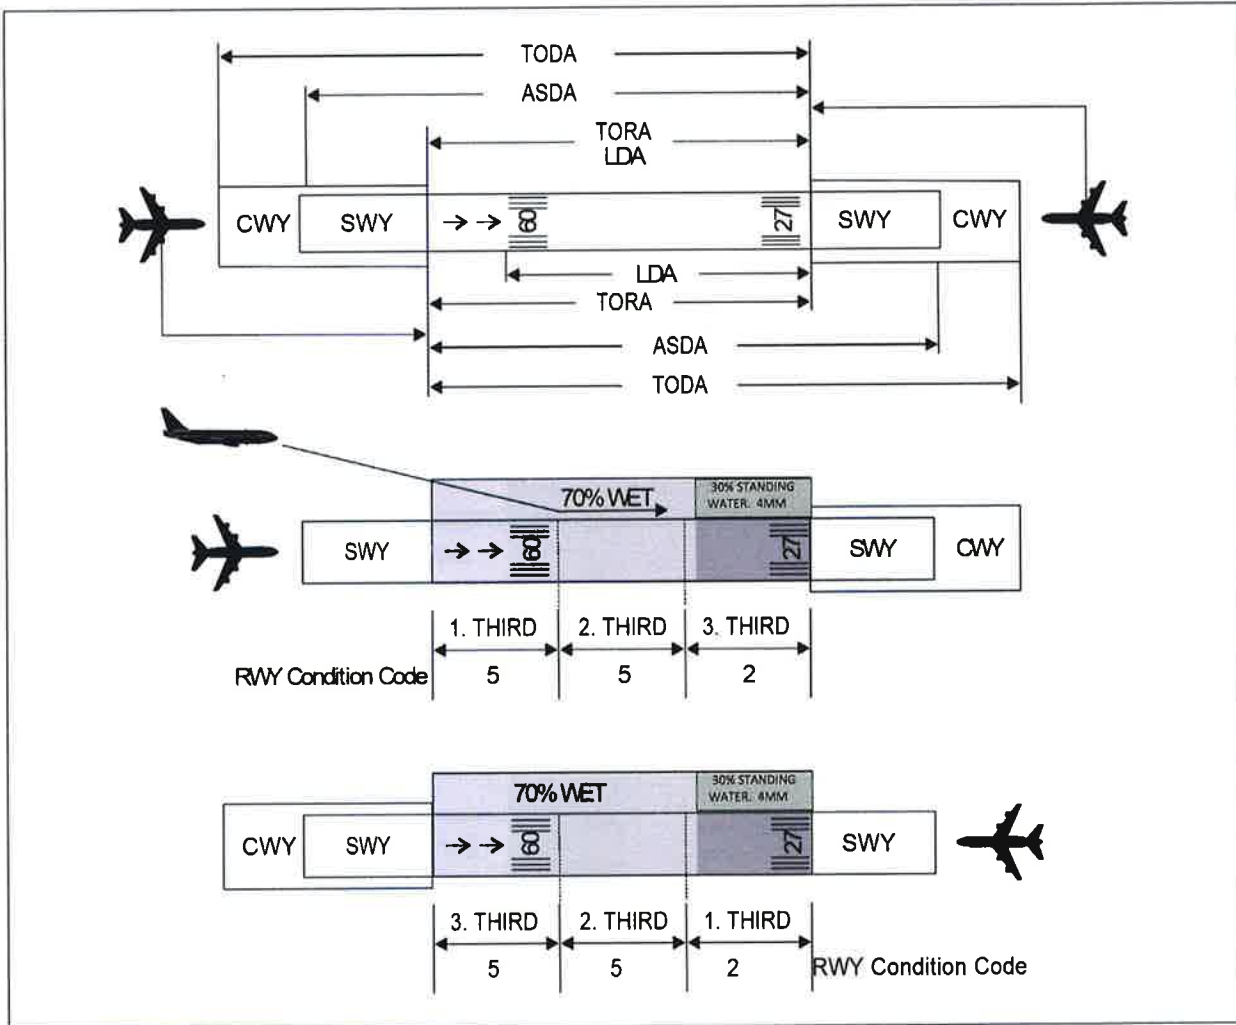 TODA
ASDA
TORA
LDA
CWY SWY 09 27 SWY CWY
LDA
TORA
ASDA
TODA
70% WET
30% STANDING
WATER. 4MM
SWY 09 27 SWY CWY
1. THIRD 2. THIRD 3. THIRD
RWY Condition Code 5 5 2
70% WET
30% STANDING
WATER. 4MM
CWY SWY 09 27 SWY
3. THIRD 2. THIRD 1. THIRD
5 5 2 RWY Condition Code